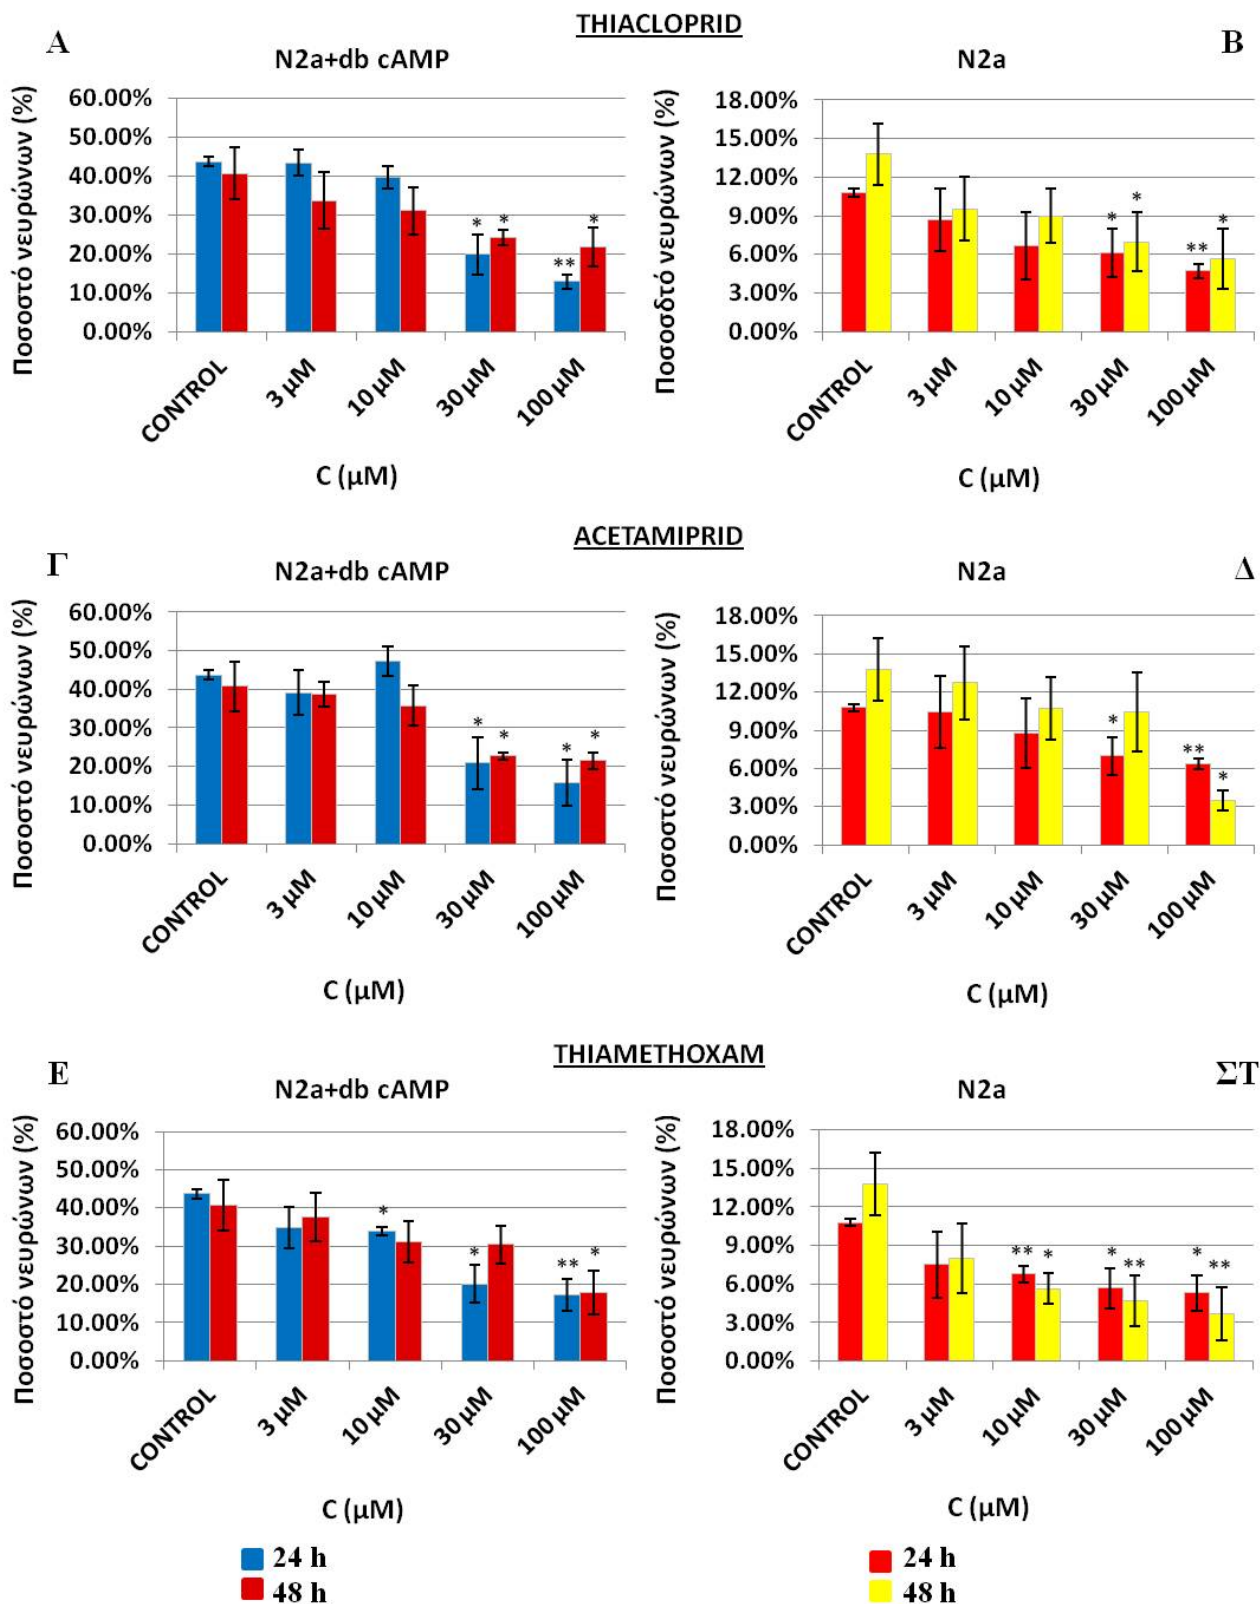 THIACLOPRID
Α
N2a+db cAMP
Ποσοστό νευρώνων (%)
60.00%
50.00%
40.00%
30.00%
20.00%
10.00%
0.00%
* *
** *
CONTROL
3 μM
10 μM
30 μM
100 μM
C (μM)
Β
N2a
Ποσοσδτό νευρώνων (%)
18.00%
15.00%
12.00%
9.00%
6.00%
3.00%
0.00%
* *
** *
CONTROL
3 μM
10 μM
30 μM
100 μM
C (μM)
ACETAMIPRID
Γ
N2a+db cAMP
Ποσοστό νευρώνων (%)
60.00%
50.00%
40.00%
30.00%
20.00%
10.00%
0.00%
* *
* *
CONTROL
3 μM
10 μM
30 μM
100 μM
C (μM)
Δ
N2a
Ποσοστό νευρώνων (%)
18.00%
15.00%
12.00%
9.00%
6.00%
3.00%
0.00%
*
** *
CONTROL
3 μM
10 μM
30 μM
100 μM
C (μM)
THIAMETHOXAM
Ε
N2a+db cAMP
Ποσοστό νευρώνων (%)
60.00%
50.00%
40.00%
30.00%
20.00%
10.00%
0.00%
*
*
** *
CONTROL
3 μM
10 μM
30 μM
100 μM
C (μM)
24 h
48 h
ΣΤ
N2a
Ποσοστό νευρώνων (%)
18.00%
15.00%
12.00%
9.00%
6.00%
3.00%
0.00%
** *
* **
* **
CONTROL
3 μM
10 μM
30 μM
100 μM
C (μM)
24 h
48 h